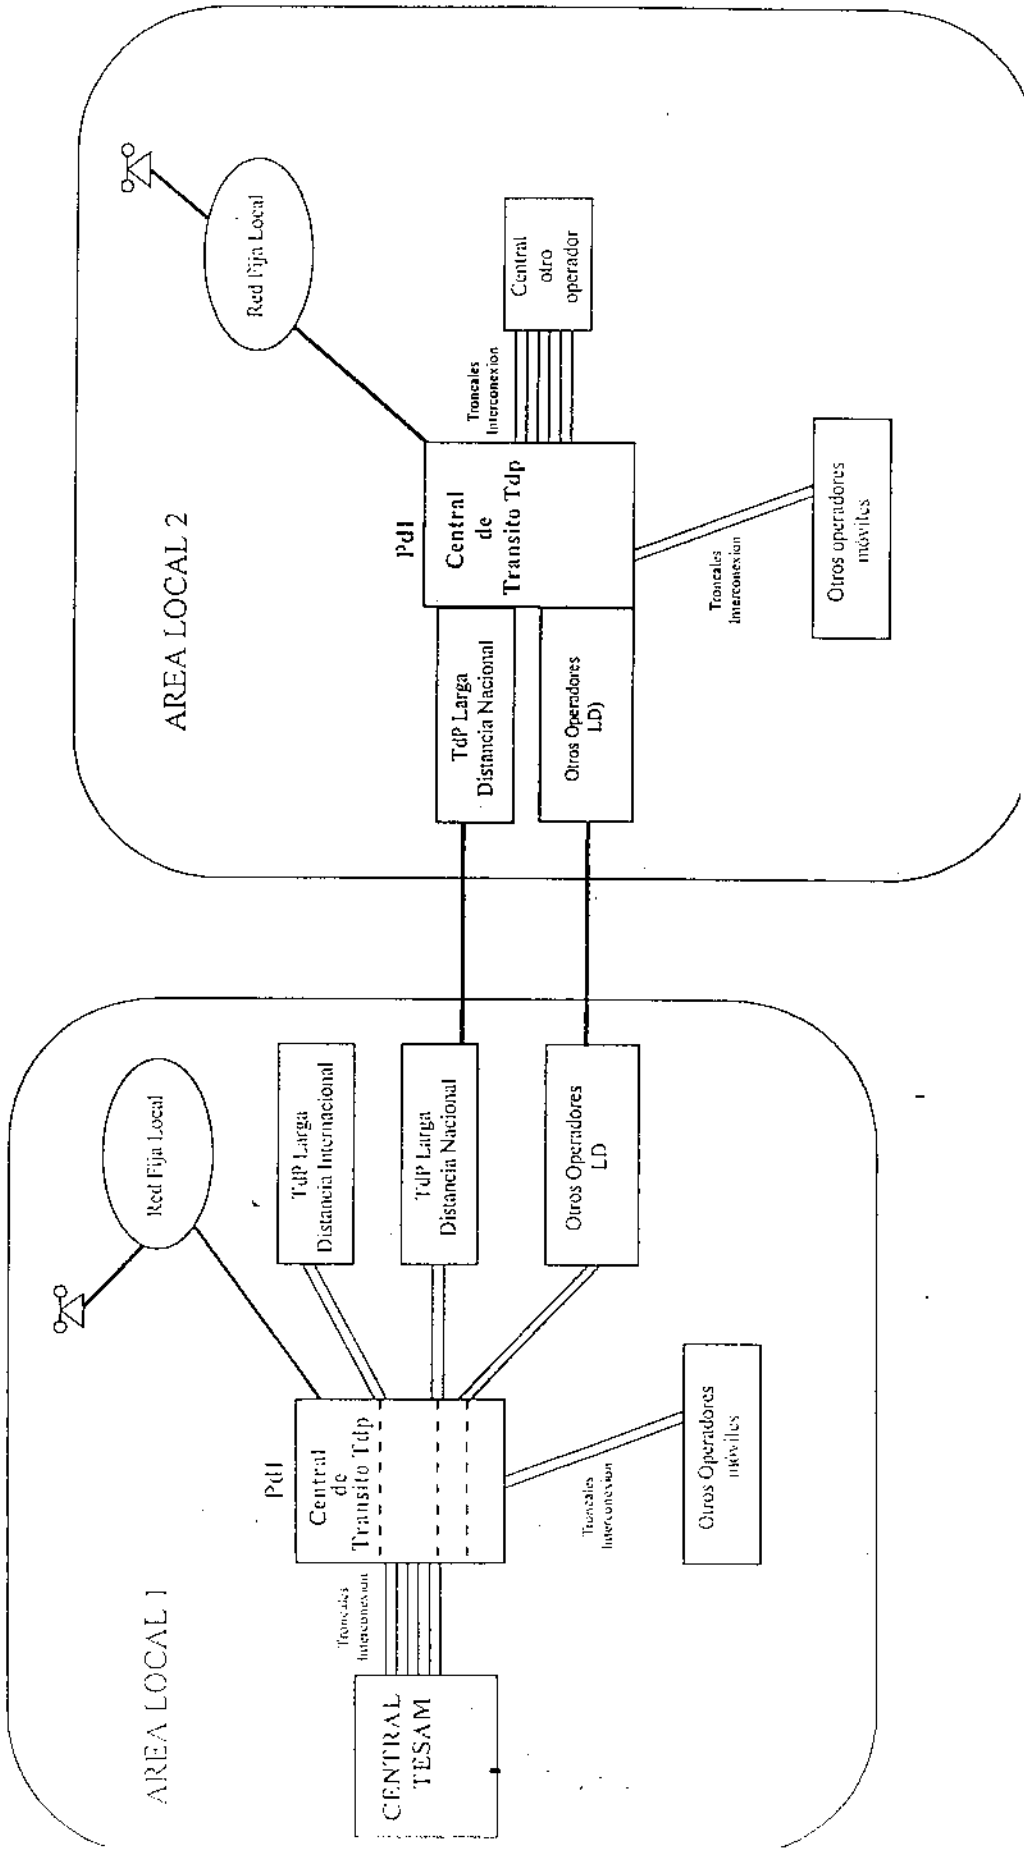 AREA LOCAL 1
CENTRAL
TESAM
Troncales
Interconexion
PdI
Central
de
Transito Tdp
Red Fija Local
TdP Larga
Distancia Internacional
TdP Larga
Distancia Nacional
Otros Operadores
LD
Troncales
Interconexion
Otros Operadores
móviles
AREA LOCAL 2
TdP Larga
Distancia Nacional
Otros Operadores
LD)
PdI
Central
de
Transito Tdp
Red Fija Local
Troncales
Interconexion
Central
otro
operador
Troncales
Interconexion
Otros operadores
móviles